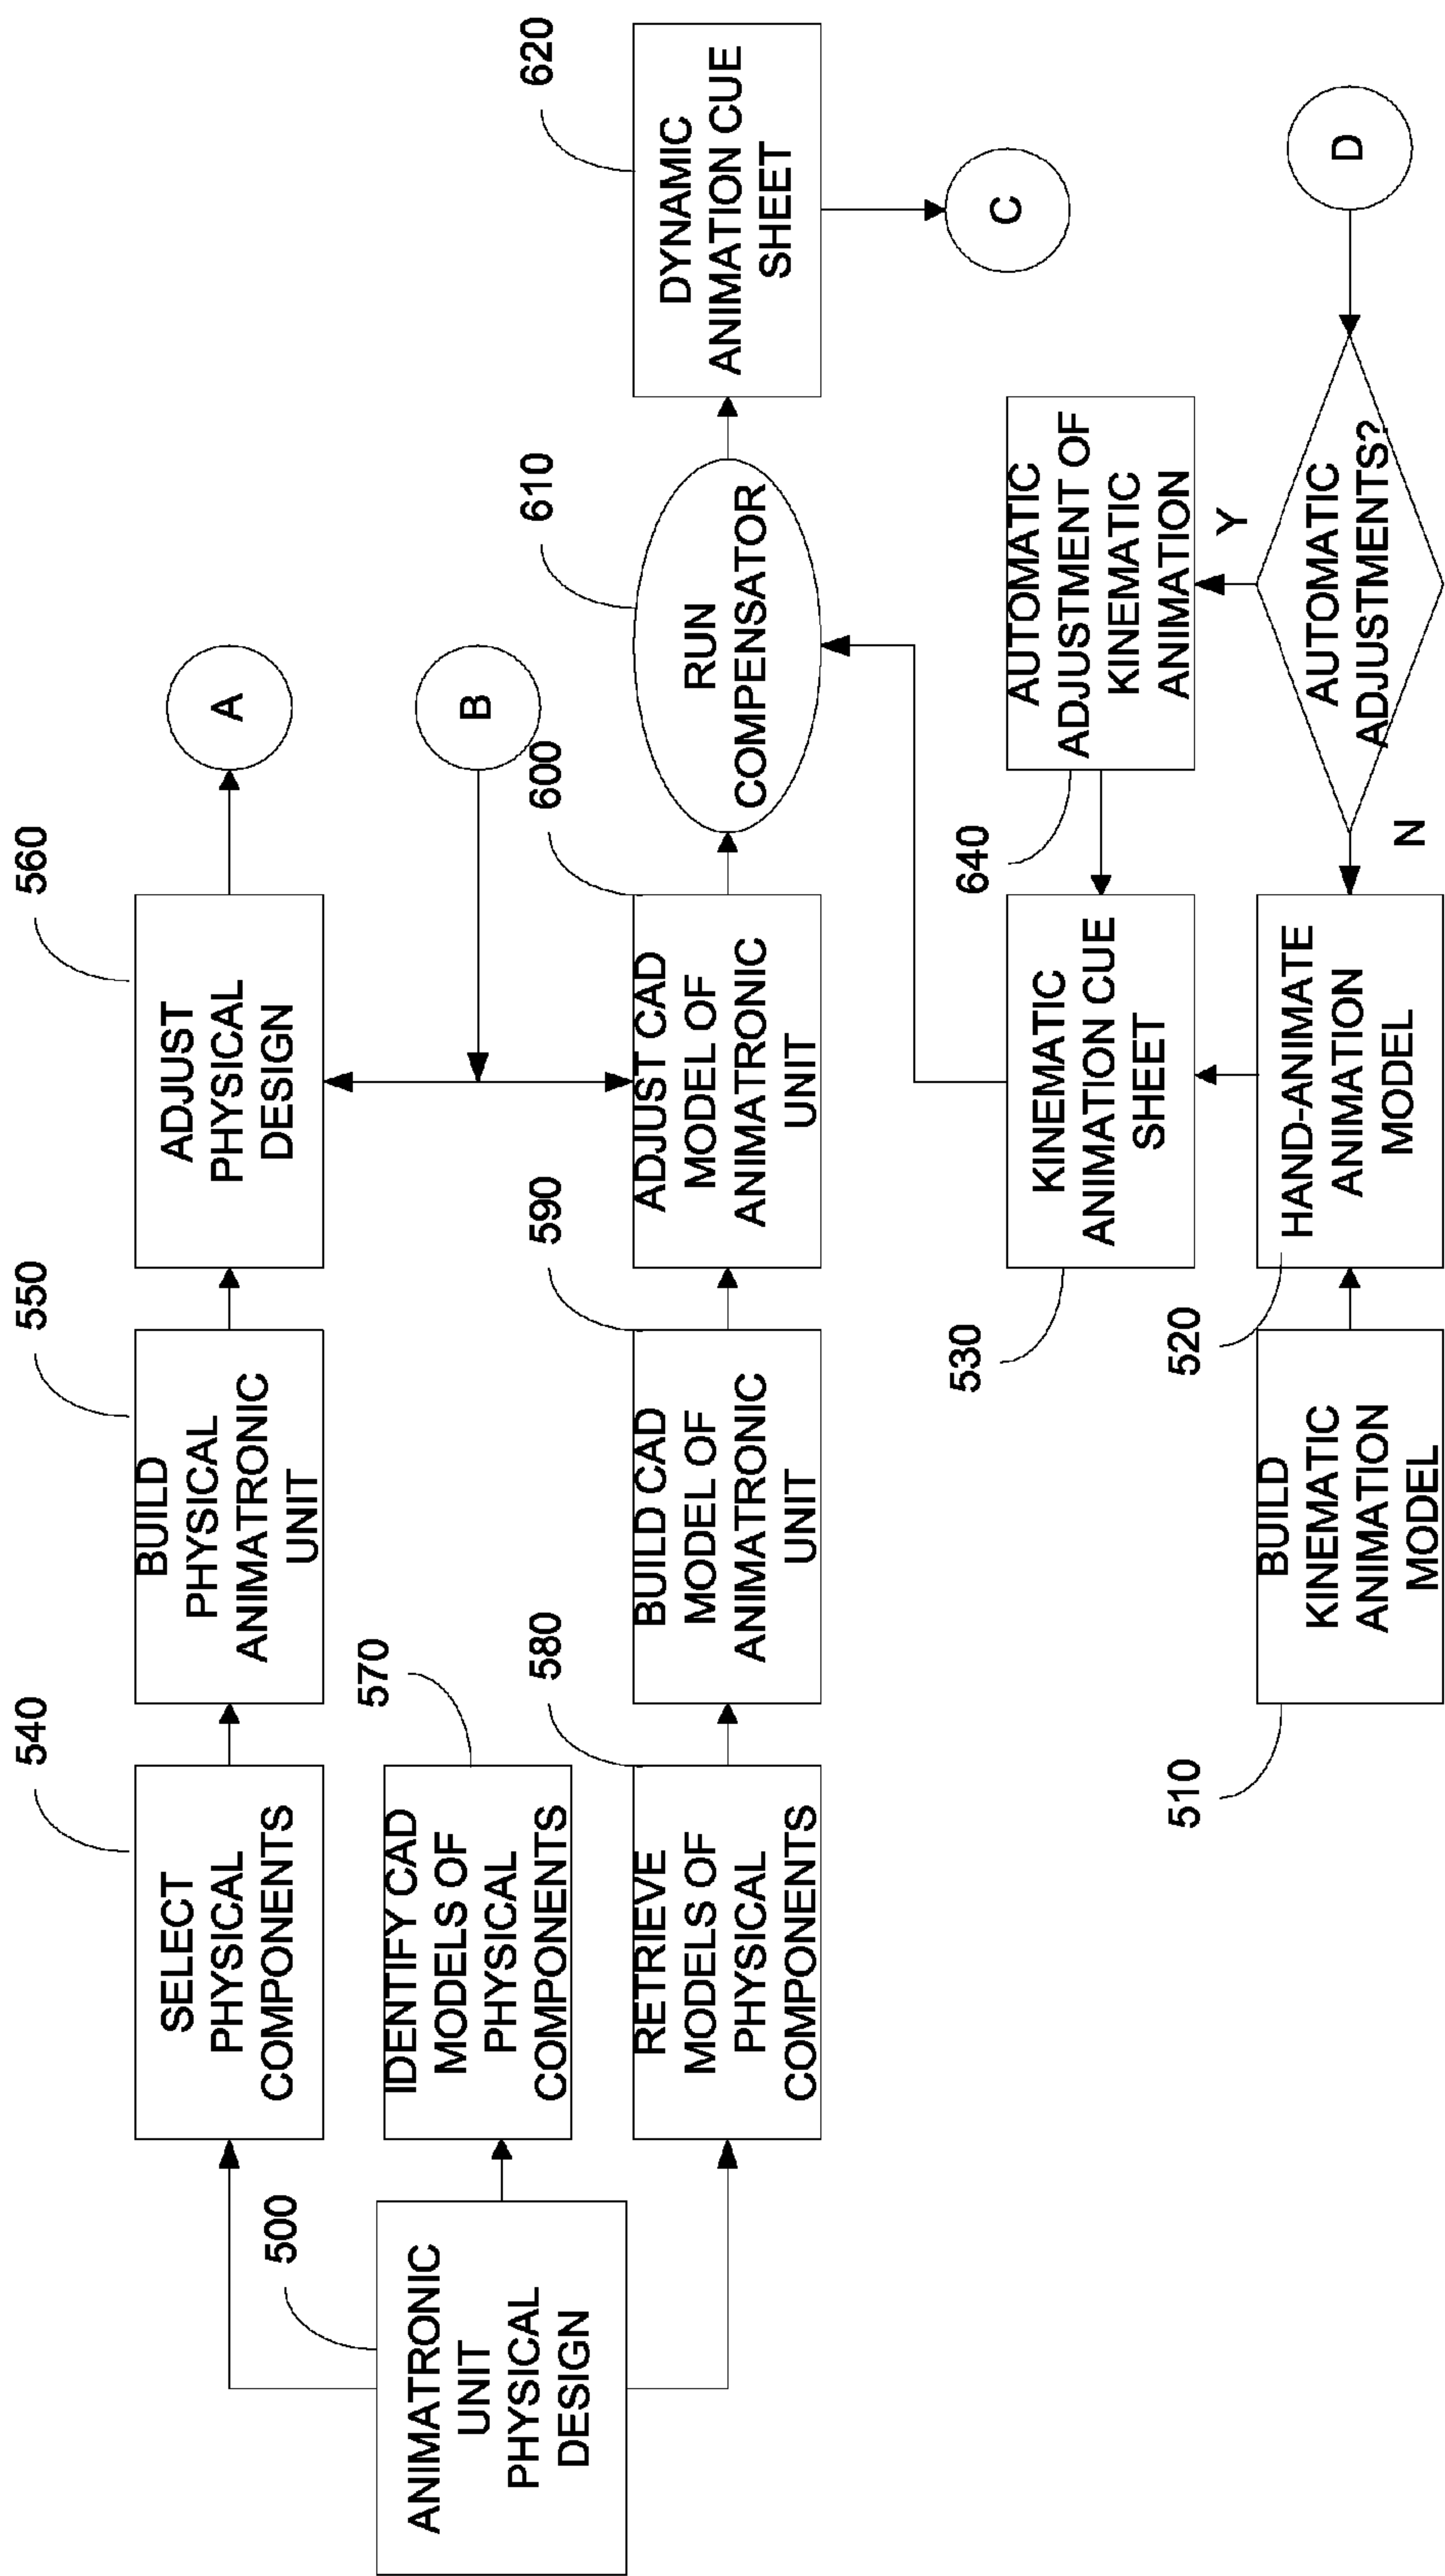 540
SELECT
PHYSICAL
COMPONENTS
550
BUILD
PHYSICAL
ANIMATRONIC
UNIT
560
ADJUST
PHYSICAL
DESIGN
A
500
ANIMATRONIC
UNIT
PHYSICAL
DESIGN
570
IDENTIFY CAD
MODELS OF
PHYSICAL
COMPONENTS
B
580
RETRIEVE
MODELS OF
PHYSICAL
COMPONENTS
590
BUILD CAD
MODEL OF
ANIMATRONIC
UNIT
600
ADJUST CAD
MODEL OF
ANIMATRONIC
UNIT
610
RUN
COMPENSATOR
620
DYNAMIC
ANIMATION CUE
SHEET
C
530
KINEMATIC
ANIMATION CUE
SHEET
640
AUTOMATIC
ADJUSTMENT OF
KINEMATIC
ANIMATION
510
BUILD
KINEMATIC
ANIMATION
MODEL
520
HAND-ANIMATE
ANIMATION
MODEL
N
Y
AUTOMATIC
ADJUSTMENTS?
D